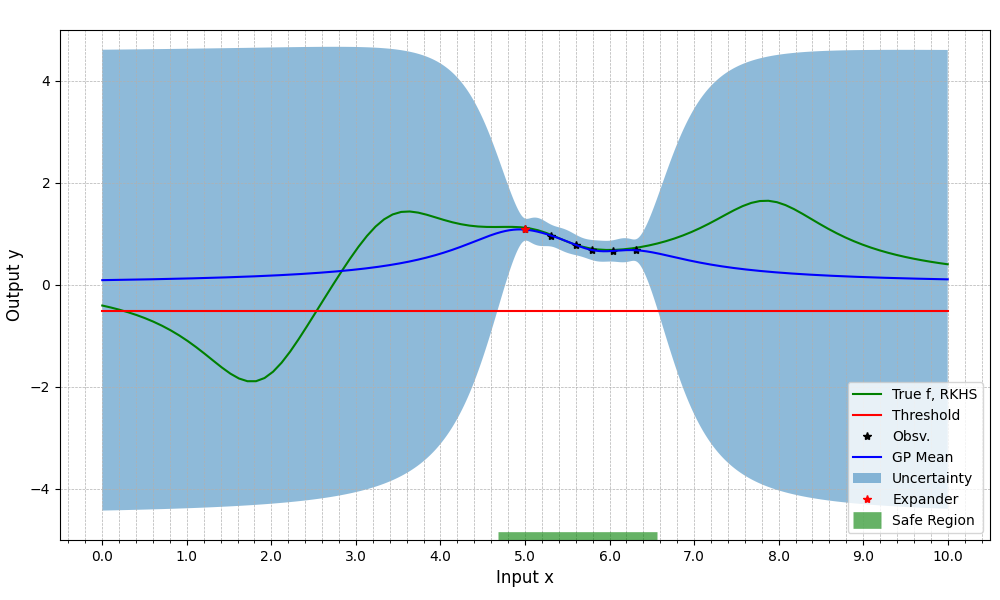 4
2
0
−2
−4
Output y
0.0 1.0 2.0 3.0 4.0 5.0 6.0 7.0 8.0 9.0 10.0
Input x
True f, RKHS
Threshold
Obsv.
GP Mean
Uncertainty
Expander
Safe Region